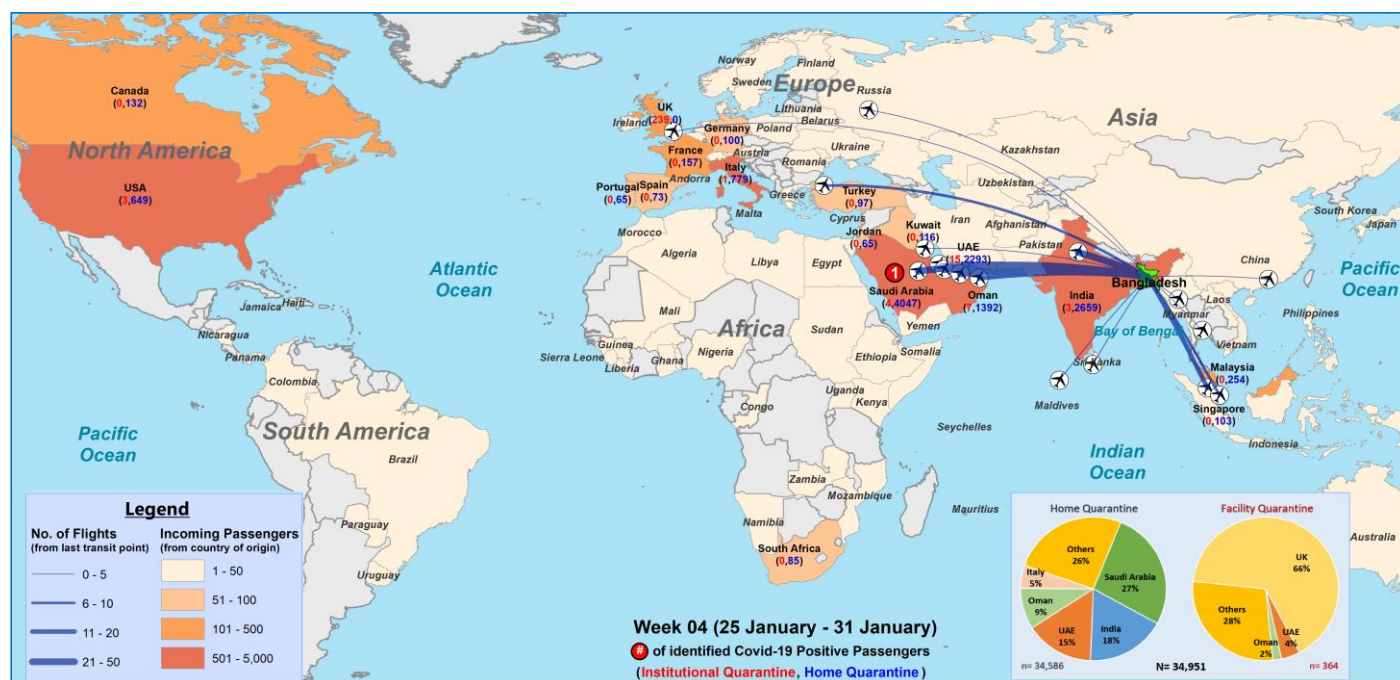 Canada
(0,132)
North America
USA
(3,649)
Atlantic
Ocean
Pacific
Ocean
Jamaica
Haiti
Nicaragua
Panama
Colombia
South America
Brazil
Paraguay
Uruguay
Norway
Finland
Sweden
Europe
Russia
Lithuania
UK
(239,0)
Belarus
Ireland
Germany
(0,100)
Poland
Asia
France
(0,157)
Austria
Ukraine
Kazakhstan
Italy
(1,779)
Romania
Andorra
Portugal
(0,65)
Spain
(0,73)
Greece
Turkey
(0,97)
Uzbekistan
South Korea
Japan
Malta
Cyprus
Iran
Afghanistan
Morocco
Jordan
(0,65)
Kuwait
(0,116)
Pakistan
Algeria
Libya
Egypt
UAE
(15,2293)
China
Pacific
Ocean
1
Saudi Arabia
(4,4047)
Oman
(7,1392)
India
(3,2659)
Bangladesh
Laos
Myanmar
Mali
Sudan
Yemen
Bay of Bengal
Philippines
Africa
Guinea
Sierra Leone
Liberia
Ghana
Nigeria
Ethiopia
Somalia
Sri Lanka
Vietnam
Malaysia
(0,254)
Maldives
Uganda
Kenya
Congo
Singapore
(0,103)
Indonesia
Seychelles
Indian
Ocean
Zambia
Mozambique
Namibia
Mauritius
South Africa
(0,85)
Australia
Legend
No. of Flights
(from last transit point)
0 - 5
6 - 10
11 - 20
21 - 50
Incoming Passengers
(from country of origin)
1 - 50
51 - 100
101 - 500
501 - 5,000
Week 04 (25 January - 31 January)
# of identified Covid-19 Positive Passengers
(Institutional Quarantine, Home Quarantine)
Home Quarantine
Others
26%
Saudi Arabia
27%
Italy
5%
Oman
9%
UAE
15%
India
18%
n= 34,586
N= 34,951
Facility Quarantine
UK
66%
Others
28%
Oman
2%
UAE
4%
n= 364